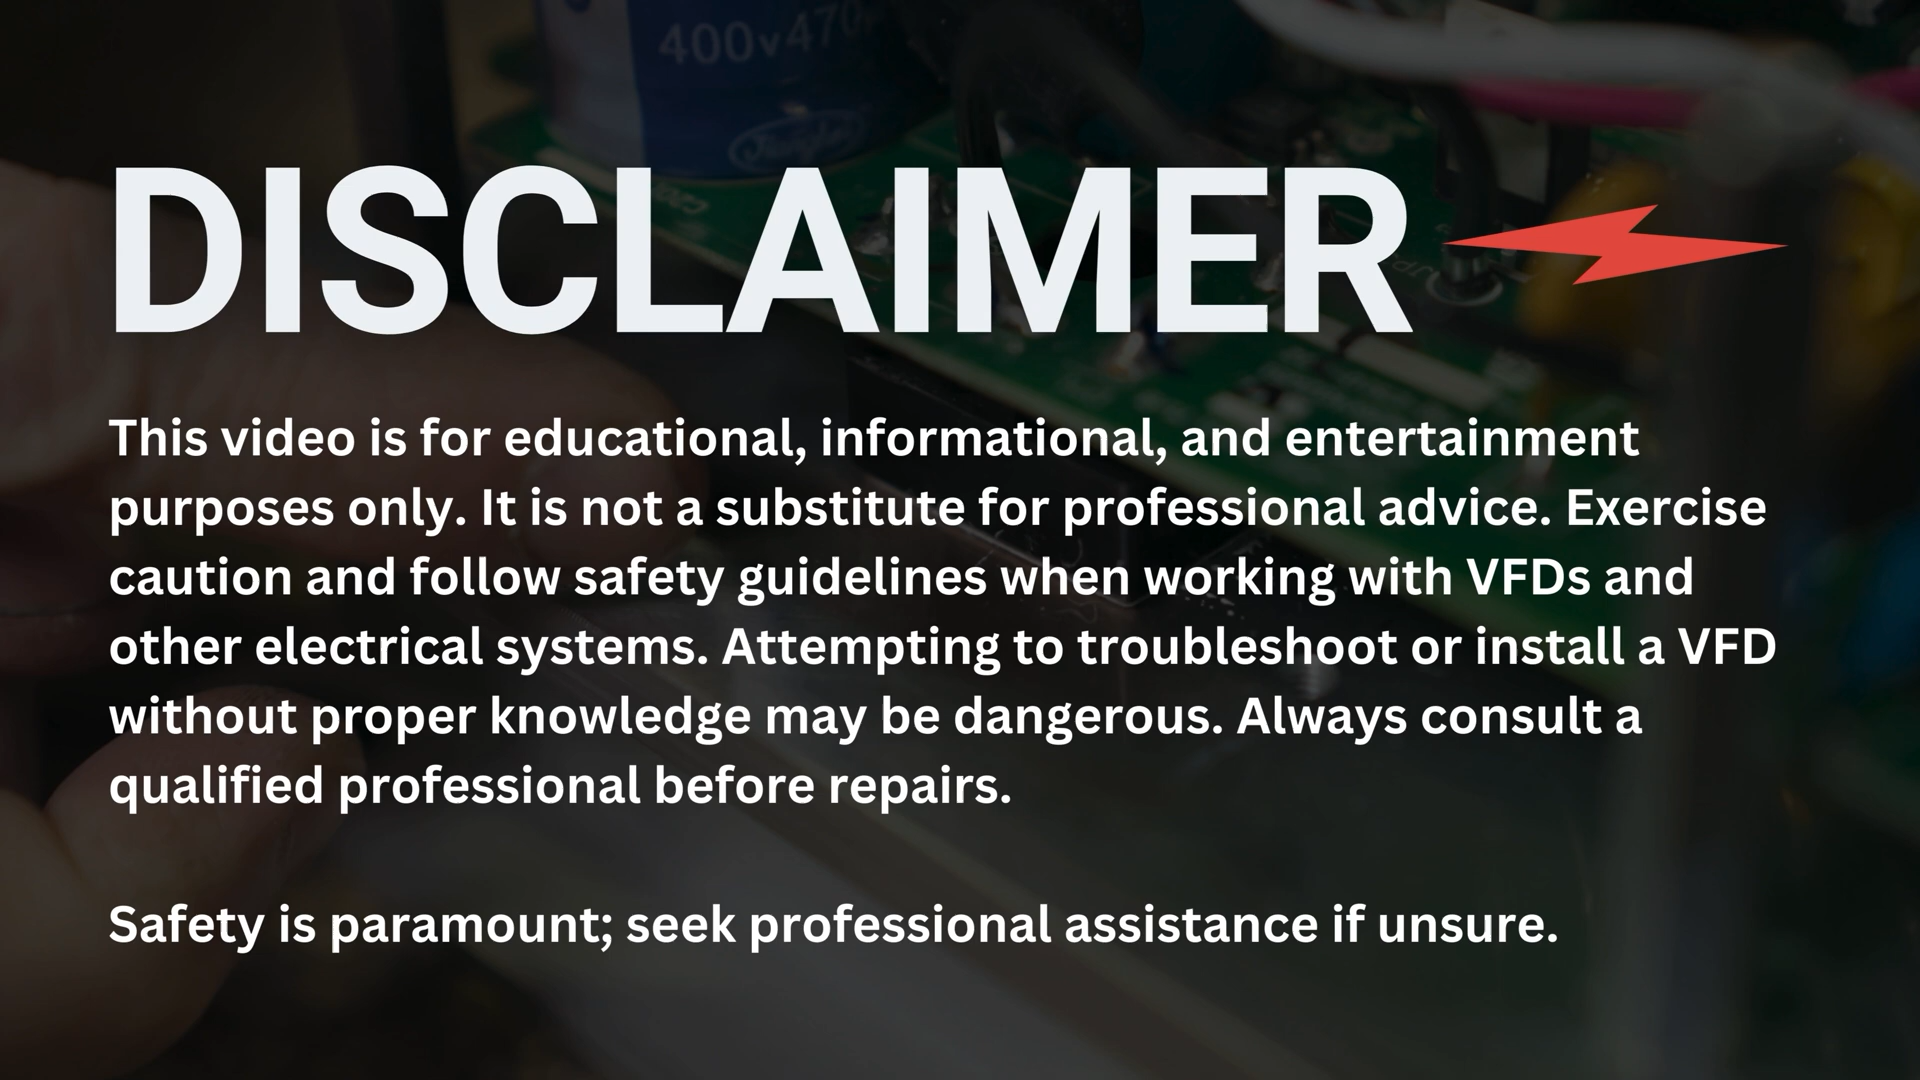 400v470
DISCLAIMER
This video is for educational, informational, and entertainment
purposes only. It is not a substitute for professional advice. Exercise
caution and follow safety guidelines when working with VFDs and
other electrical systems. Attempting to troubleshoot or install a VFD
without proper knowledge may be dangerous. Always consult a
qualified professional before repairs.
Safety is paramount; seek professional assistance if unsure.